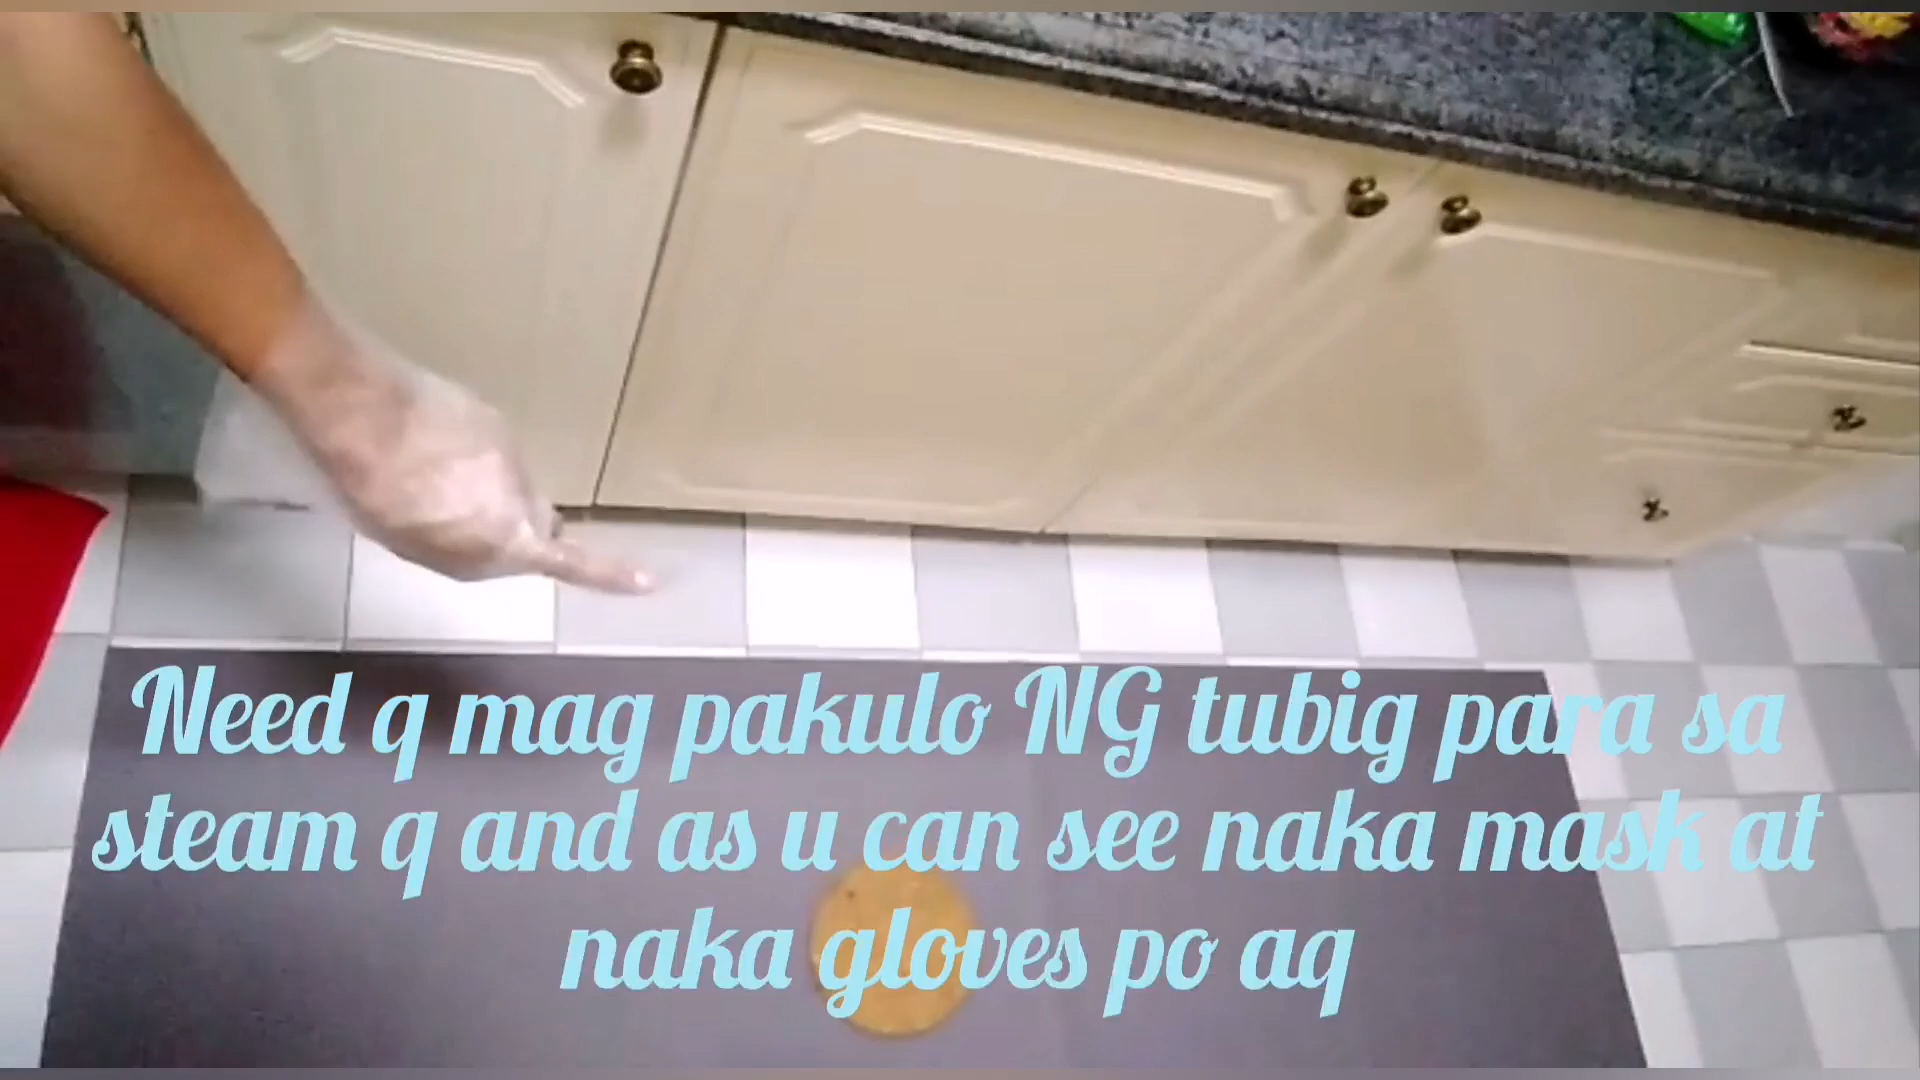 Need q mag pakulo NG tubig para sa
steam q and as u can see naka mask at
naka gloves po aq